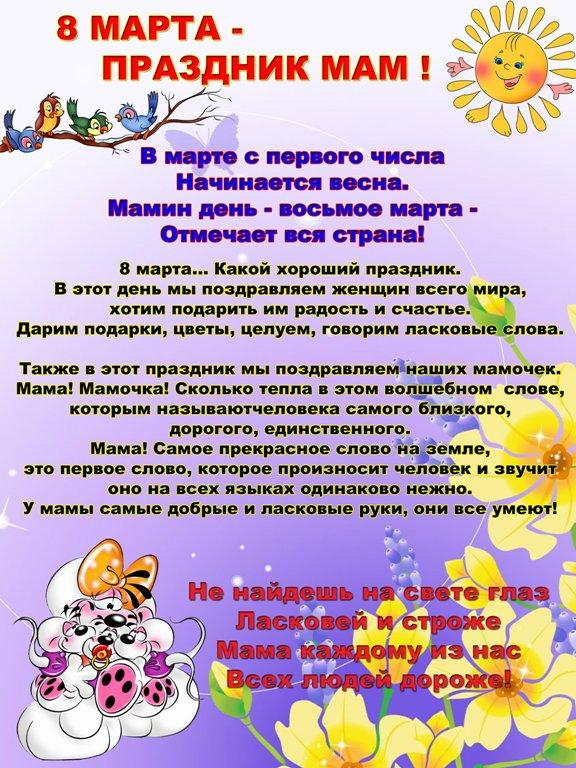 8 МАРТА -
ПРАЗДНИК МАМ !
В марте с первого числа
Начинается весна.
Мамин день - восьмое марта -
Отмечает вся страна!
8 марта... Какой хороший праздник.
В этот день мы поздравляем женщин всего мира,
хотим подарить им радость и счастье.
Дарим подарки, цветы, целуем, говорим ласковые слова.
Также в этот праздник мы поздравляем наших мамочек.
Мама! Мамочка! Сколько тепла в этом волшебном слове,
которым называютчеловека самого близкого,
дорогого, единственного.
Мама! Самое прекрасное слово на земле,
это первое слово, которое произносит человек и звучит
оно на всех языках одинаково нежно.
У мамы самые добрые и ласковые руки, они все умеют!
Не найдешь на свете глаз
Ласковей и строже
Мама каждому из нас
Всех людей дороже!